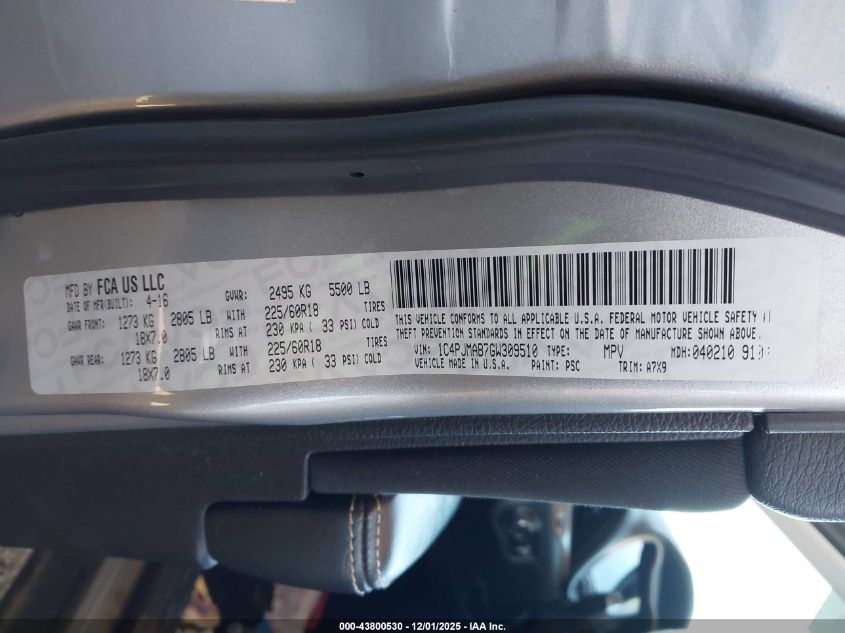 MFD BY FCA US LLC
DATE OF MFR(BUILT): 4-16 GVWR: 2495 KG 5500 LB
GAWR FRONT: 1273 KG 2805 LB WITH 225/60R18 TIRES
18X7.0 RIMS AT 230 KPA ( 33 PSI) COLD
GAWR REAR: 1273 KG 2805 LB WITH 225/60R18 TIRES
18X7.0 RIMS AT 230 KPA ( 33 PSI) COLD
THIS VEHICLE CONFORMS TO ALL APPLICABLE U.S.A. FEDERAL MOTOR VEHICLE SAFETY
THEFT PREVENTION STANDARDS IN EFFECT ON THE DATE OF MANUFACTURE SHOWN ABOVE.
VIN: 1C4PJMAB7GW309510 TYPE: MPV MDH: 040210
VEHICLE MADE IN U.S.A. PAINT: PSC TRIM: A7X9
000-43800530 - 12/01/2025 - IAA Inc.